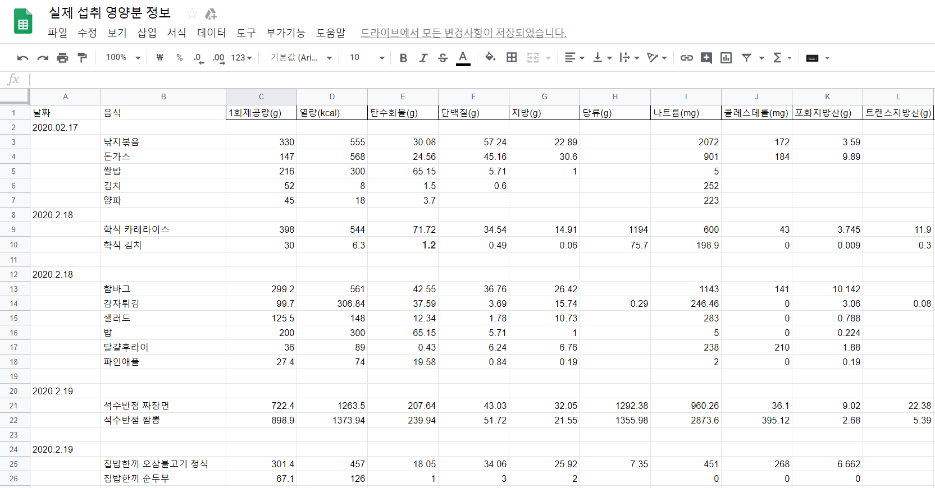 실제 섭취 영양분 정보
파일 수정 보기 삽입 서식 데이터 도구 부가기능 도움말 드라이브에서 모든 변경사항이 저장되었습니다.
100% ₩ % .0 .00 123 기본값 (Ari... 10 B I S A Σ
fx
A B C D E F G H I J K L
1 날짜 음식 1회제공량(g) 열량(kcal) 탄수화물(g) 단백질(g) 지방(g) 당류(g) 나트륨(mg) 콜레스테롤(mg) 포화지방산(g) 트랜스지방산(g)
2 2020.02.17
3 낙지볶음 330 555 30.08 57.24 22.89 2072 172 3.59
4 돈가스 147 568 24.56 45.16 30.6 901 184 9.89
5 쌀밥 216 300 65.15 5.71 1 5
6 김치 52 8 1.5 0.6 252
7 양파 45 18 3.7 223
8 2020.2.18
9 학식 카레라이스 398 544 71.72 34.54 14.91 1194 600 43 3.745 11.9
10 학식 김치 30 6.3 1.2 0.49 0.06 75.7 198.9 0 0.009 0.3
11
12 2020.2.18
13 함바그 299.2 561 42.55 36.76 26.42 1143 141 10.142
14 감자튀김 99.7 306.84 37.59 3.69 15.74 0.29 246.46 0 3.06 0.08
15 샐러드 125.5 148 12.34 1.78 10.73 283 0 0.788
16 밥 200 300 65.15 5.71 1 5 0 0.224
17 달걀후라이 36 89 0.43 6.24 6.76 238 210 1.88
18 파인애플 27.4 74 19.58 0.84 0.19 2 0 0.19
19
20 2020.2.19
21 석수반점 짜장면 722.4 1263.5 207.64 43.03 32.05 1292.38 960.26 36.1 9.02 22.38
22 석수반점 짬뽕 898.9 1373.94 239.94 51.72 21.55 1355.98 2873.6 395.12 2.68 5.39
23
24 2020.2.19
25 집밥한끼 오삼불고기 정식 301.4 457 18.05 34.06 25.92 7.35 451 268 6.662
26 집밥한끼 순두부 67.1 126 1 3 2 0 0 0